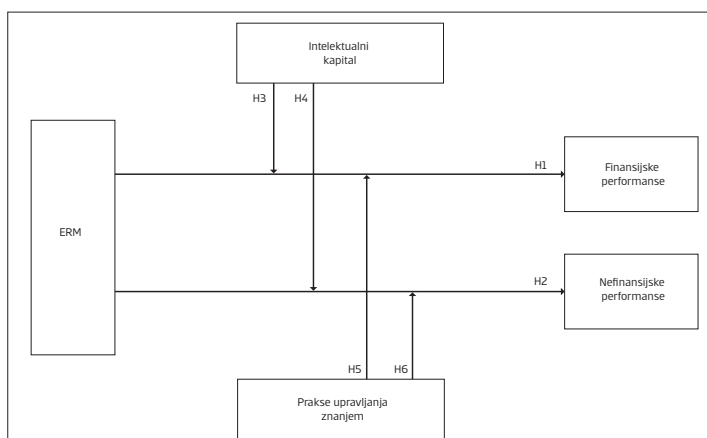 Intelektualni
kapital
H3
H4
H1
Finansijske
performanse
ERM
H2
Nefinansijske
performanse
H5
H6
Prakse upravljanja
znanjem